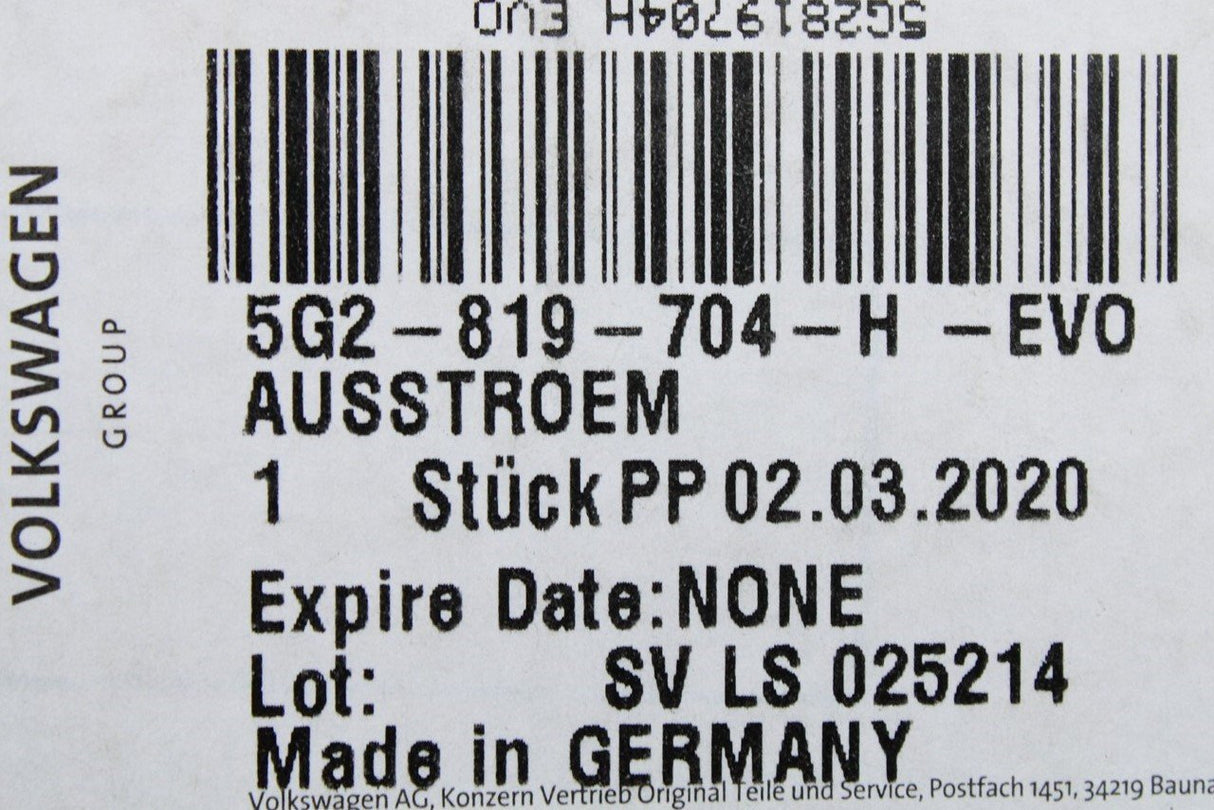 5G2819704H EVO
VOLKSWAGEN
GROUP
5G2-819-704-H -EVO
AUSSTROEM
1 Stück PP 02.03.2020
Expire Date:NONE
Lot: SV LS 025214
Made in GERMANY
Volkswagen AG, Konzern Vertrieb Original Teile und Service, Postfach 1451, 34219 Bauna